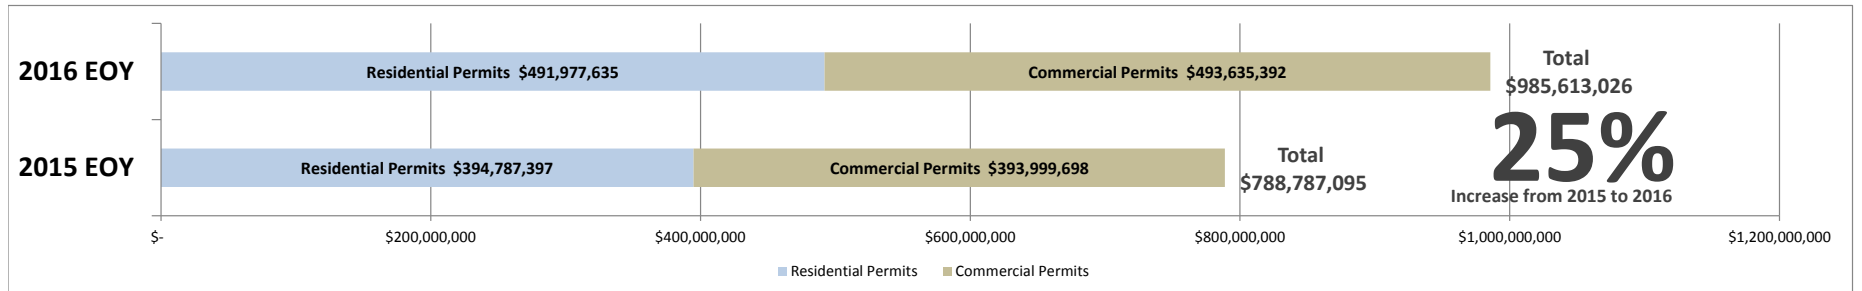 2016 EOY
Residential Permits  $491,977,635
Commercial Permits  $493,635,392
Total
$985,613,026
2015 EOY
Residential Permits  $394,787,397
Commercial Permits  $393,999,698
Total
$788,787,095
25%
Increase from 2015 to 2016
$-
$200,000,000
$400,000,000
$600,000,000
$800,000,000
$1,000,000,000
$1,200,000,000
Residential Permits
Commercial Permits